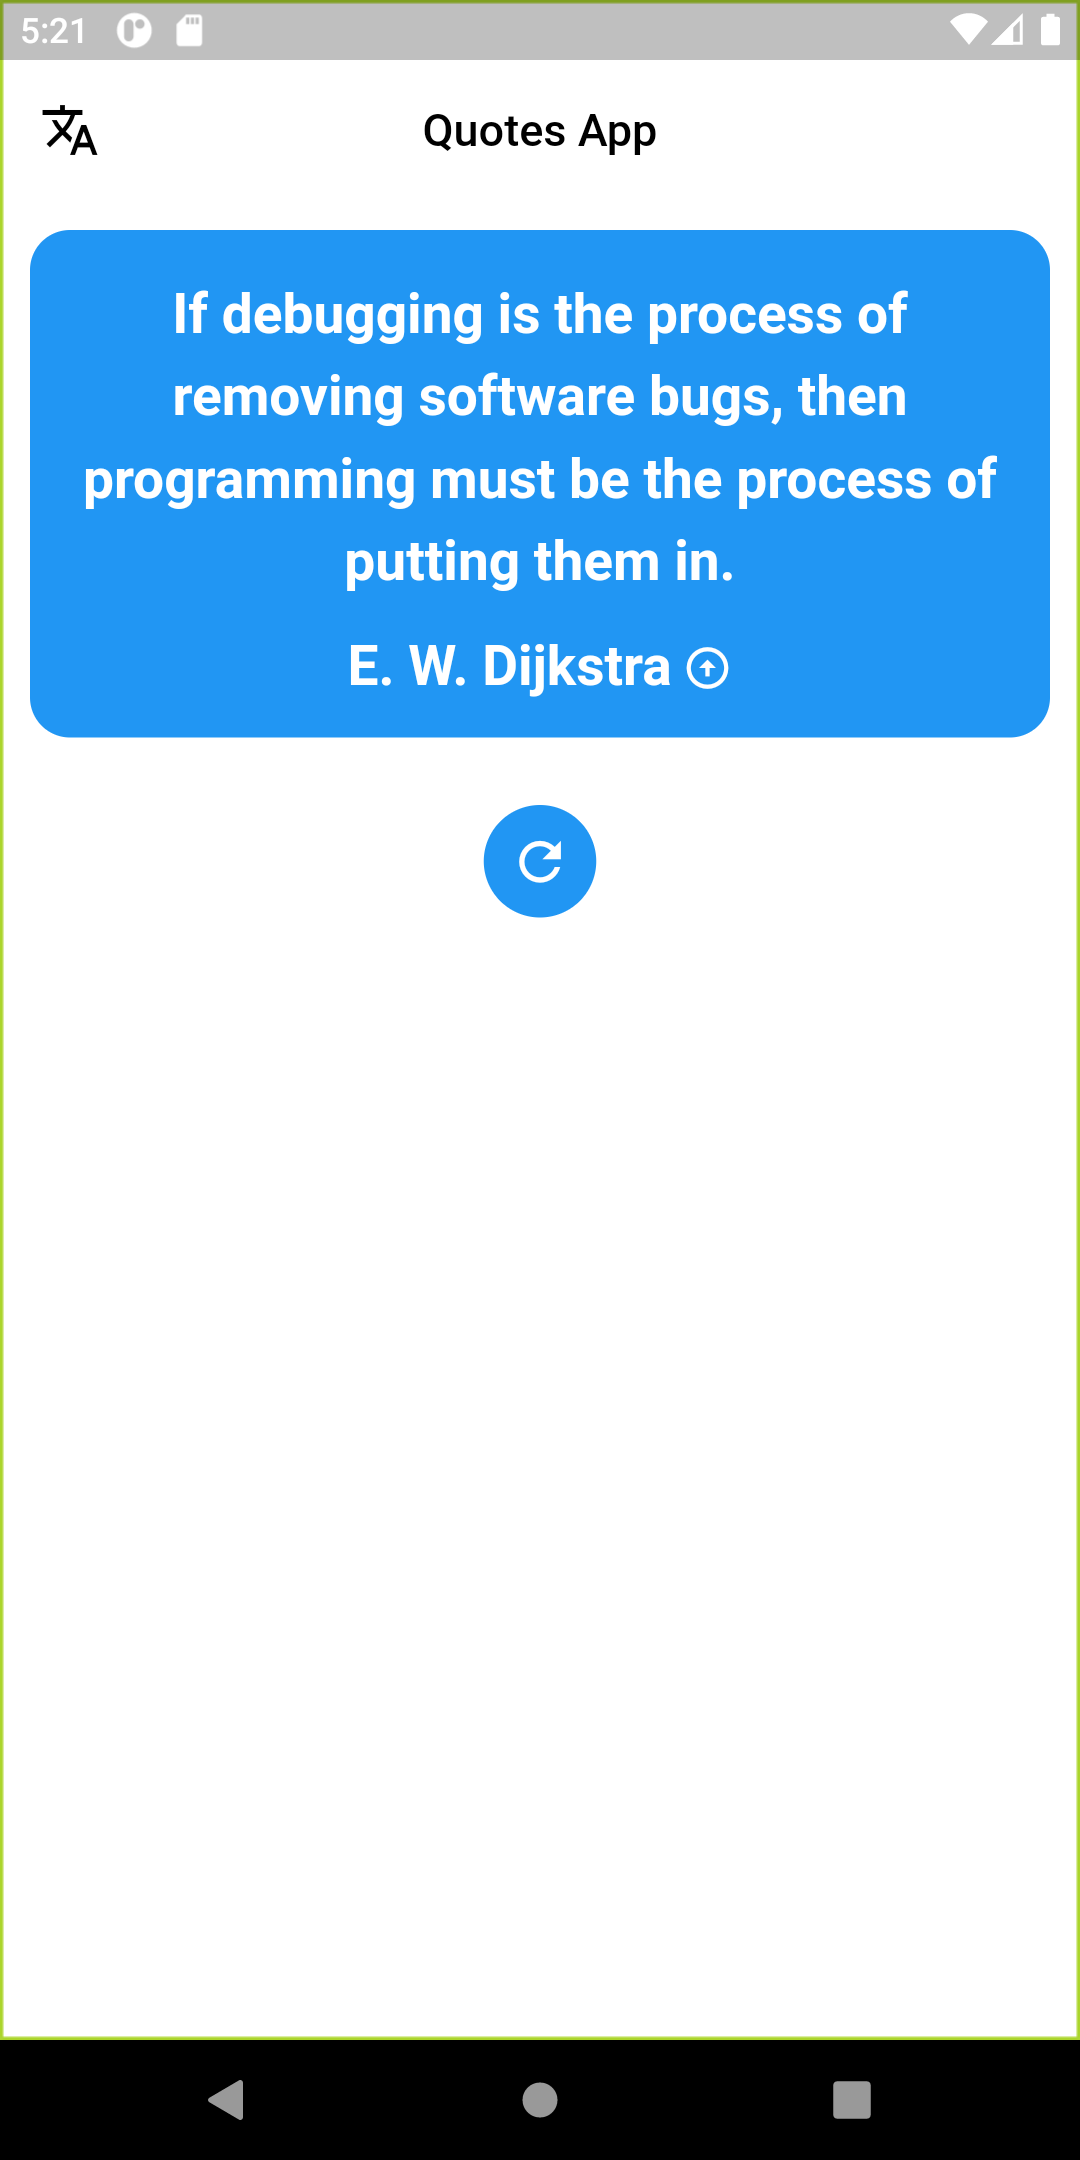 5:21
Quotes App
If debugging is the process of
removing software bugs, then
programming must be the process of
putting them in.
E. W. Dijkstra